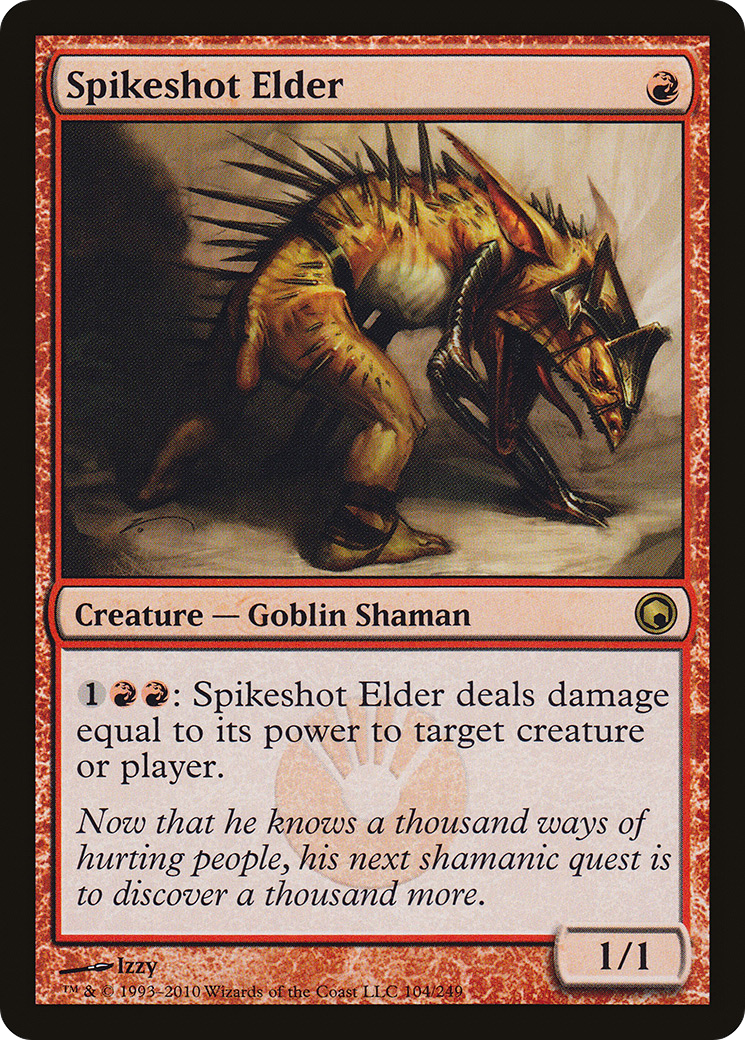 Spikeshot Elder
Creature — Goblin Shaman
1: Spikeshot Elder deals damage
equal to its power to target creature
or player.
Now that he knows a thousand ways of
hurting people, his next shamanic quest is
to discover a thousand more.
1/1
Izzy
™ & © 1993–2010 Wizards of the Coast LLC 104/249